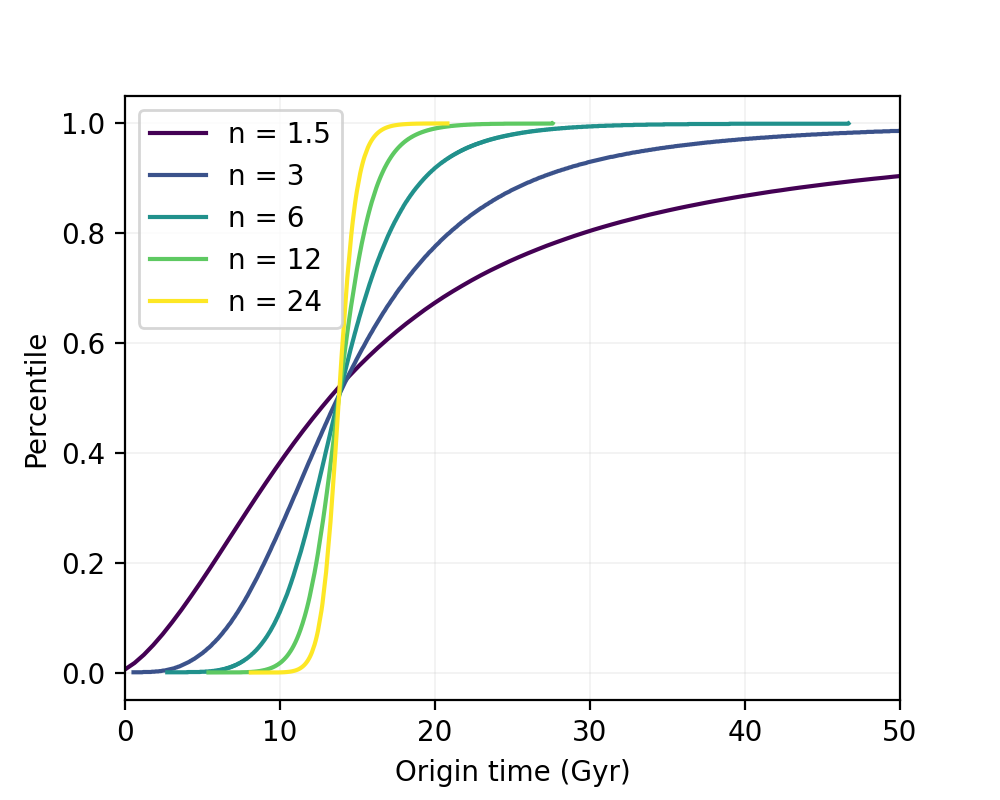 n = 1.5
n = 3
n = 6
n = 12
n = 24
1.0
0.8
0.6
0.4
0.2
0.0
Percentile
0 10 20 30 40 50
Origin time (Gyr)